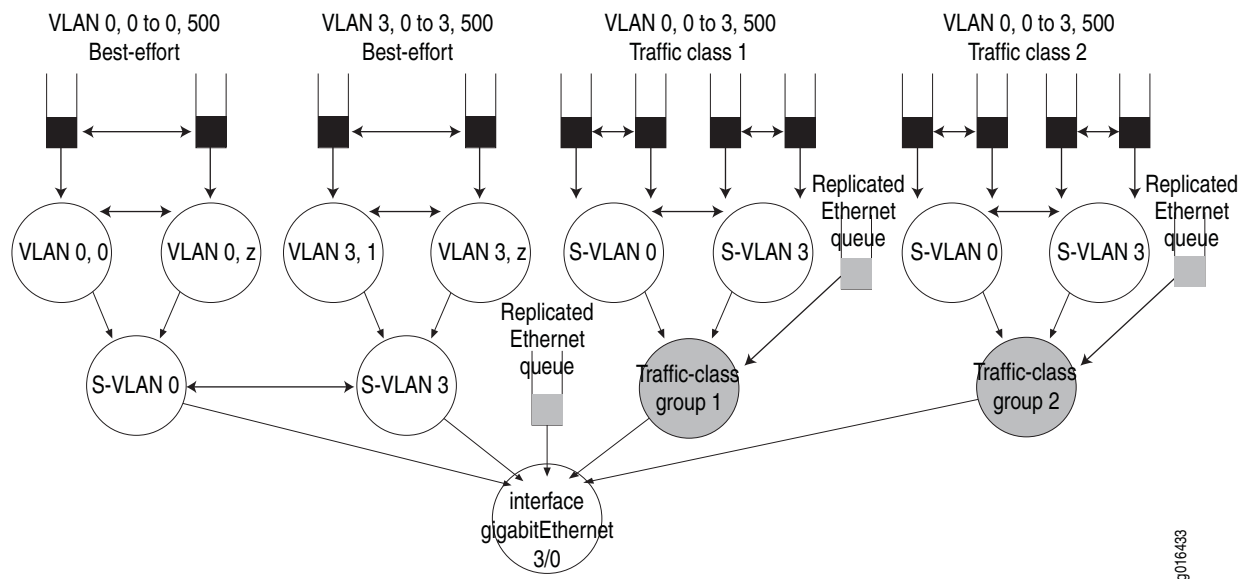 VLAN 0, 0 to 0, 500
Best-effort
VLAN 3, 0 to 3, 500
Best-effort
VLAN 0, 0 to 3, 500
Traffic class 1
VLAN 0, 0 to 3, 500
Traffic class 2
Replicated
Ethernet
queue
Replicated
Ethernet
queue
VLAN 0, 0
VLAN 0, z
VLAN 3, 1
VLAN 3, z
S-VLAN 0
S-VLAN 3
S-VLAN 0
S-VLAN 3
Replicated
Ethernet
queue
S-VLAN 0
S-VLAN 3
Traffic-class
group 1
Traffic-class
group 2
interface
gigabitEthernet
3/0
g016433